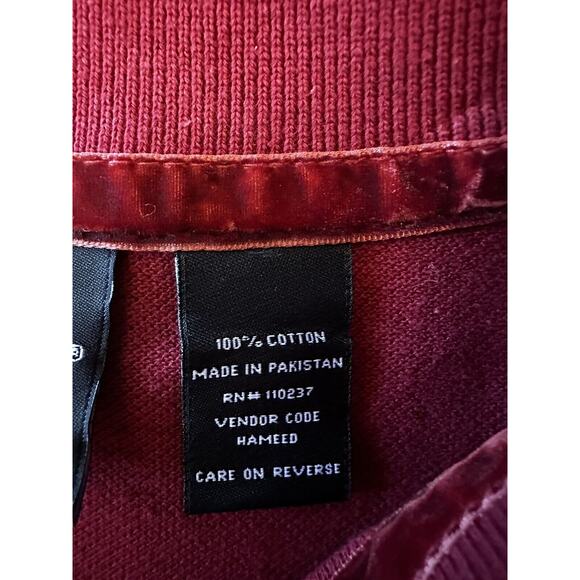 ®
100% COTTON
MADE IN PAKISTAN
RN# 110237
VENDOR CODE
HAMEED
CARE ON REVERSE